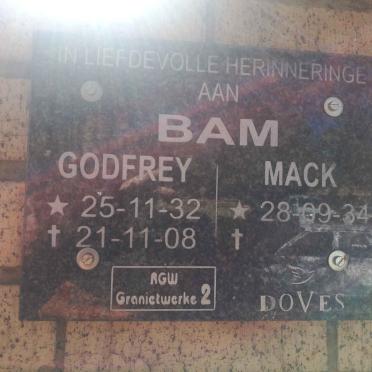 IN LIEFDEVOLLE HERINNERINGE
AAN
BAM
GODFREY MACK
★ 25-11-32 ★ 28-09-34
✝ 21-11-08 ✝
RGW
Granietwerke 2
DOVES